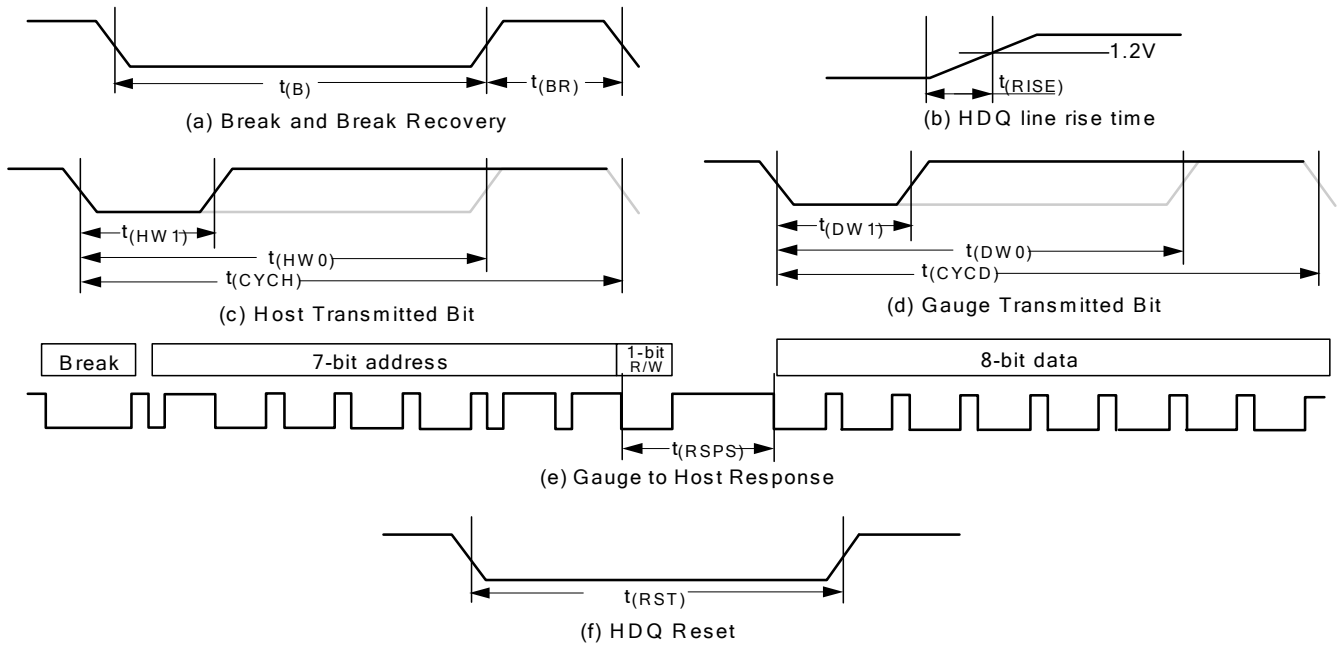 t(B)
t(BR)
(a) Break and Break Recovery
1.2V
t(RISE)
(b) HDQ line rise time
t(HW1)
t(HW0)
t(CYCH)
(c) Host Transmitted Bit
t(DW1)
t(DW0)
t(CYCD)
(d) Gauge Transmitted Bit
Break
7-bit address
1-bit
R/W
8-bit data
t(RSPS)
(e) Gauge to Host Response
t(RST)
(f) HDQ Reset